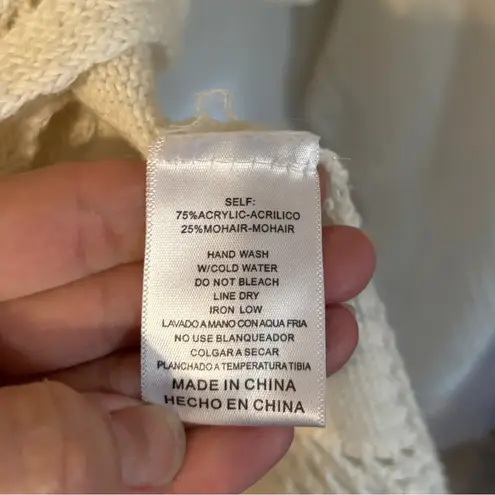 SELF:
75%ACRYLIC-ACRILICO
25%MOHAIR-MOHAIR
HAND WASH
W/COLD WATER
DO NOT BLEACH
LINE DRY
IRON LOW
LAVADO A MANO CON AQUA FRIA
NO USE BLANQUEADOR
COLGAR A SECAR
PLANCHADO A TEMPERATURA TIBIA
MADE IN CHINA
HECHO EN CHINA